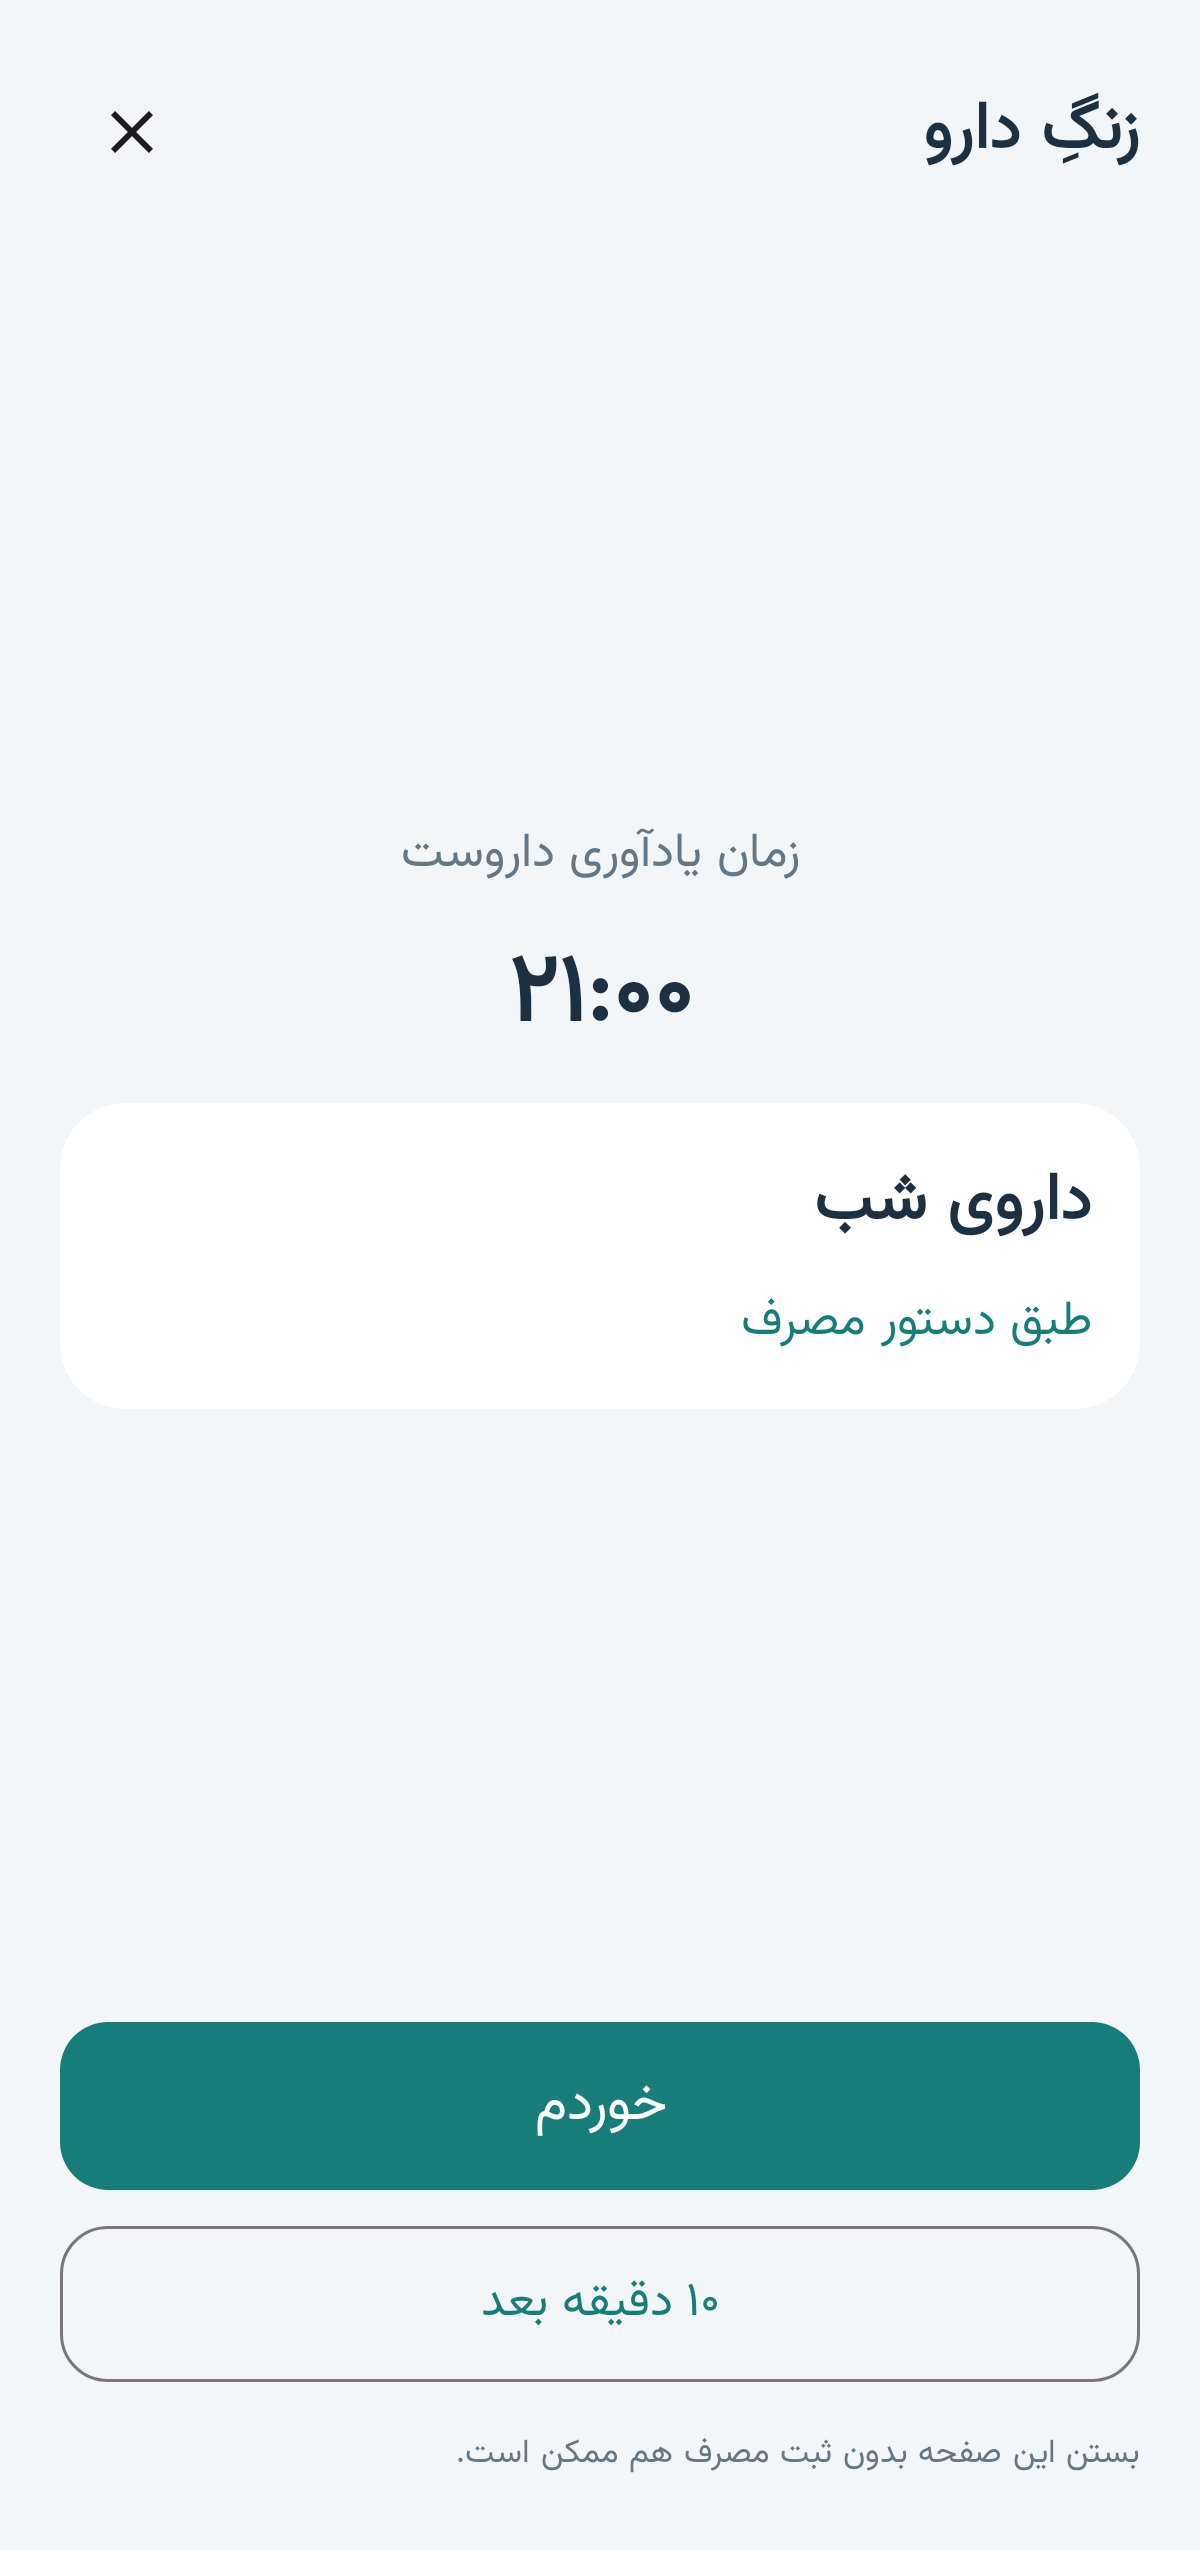 زنگِ دارو
زمان یادآوری داروست
۲۱:۰۰
داروی شب
طبق دستور مصرف
خوردم
۱۰ دقیقه بعد
بستن این صفحه بدون ثبت مصرف هم ممکن است.